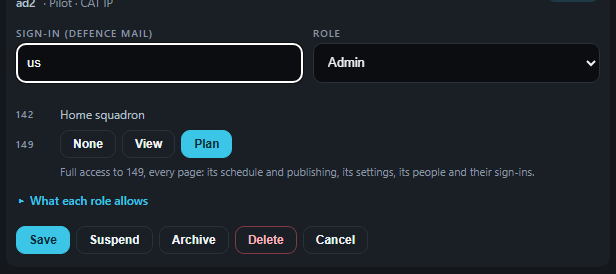 ad2 · Pilot · CAT IP
SIGN-IN (DEFENCE MAIL) ROLE
us Admin
142 Home squadron
149 None View Plan
Full access to 149, every page: its schedule and publishing, its settings, its people and their sign-ins.
▸ What each role allows
Save Suspend Archive Delete Cancel